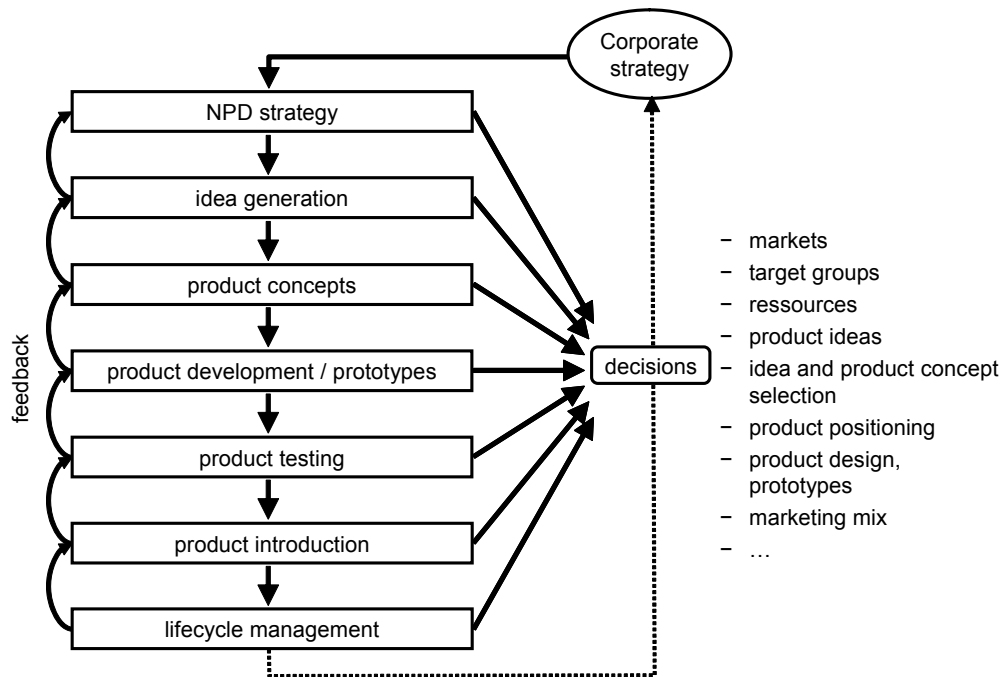 Corporate
strategy
NPD strategy
idea generation
product concepts
product development / prototypes
product testing
product introduction
lifecycle management
feedback
decisions
− markets
− target groups
− ressources
− product ideas
− idea and product concept
selection
− product positioning
− product design,
prototypes
− marketing mix
− …